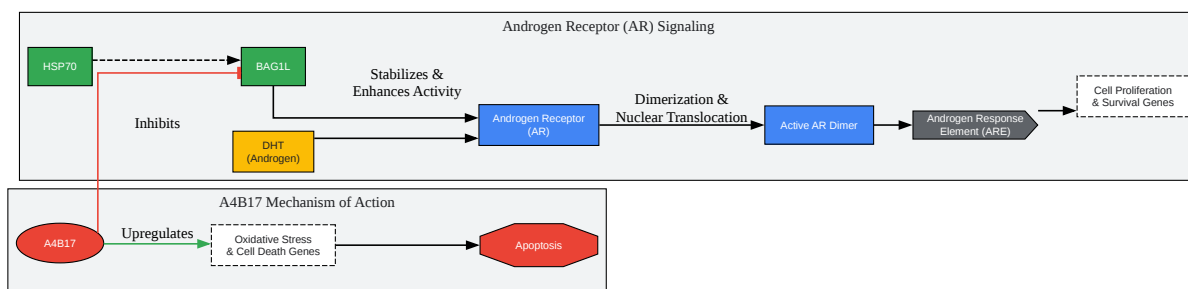 Androgen Receptor (AR) Signaling
HSP70
BAG1L
Stabilizes &
Enhances Activity
Inhibits
DHT
(Androgen)
Androgen Receptor
(AR)
Dimerization &
Nuclear Translocation
Active AR Dimer
Androgen Response
Element (ARE)
Cell Proliferation
& Survival Genes
A4B17 Mechanism of Action
A4B17
Upregulates
Oxidative Stress
& Cell Death Genes
Apoptosis